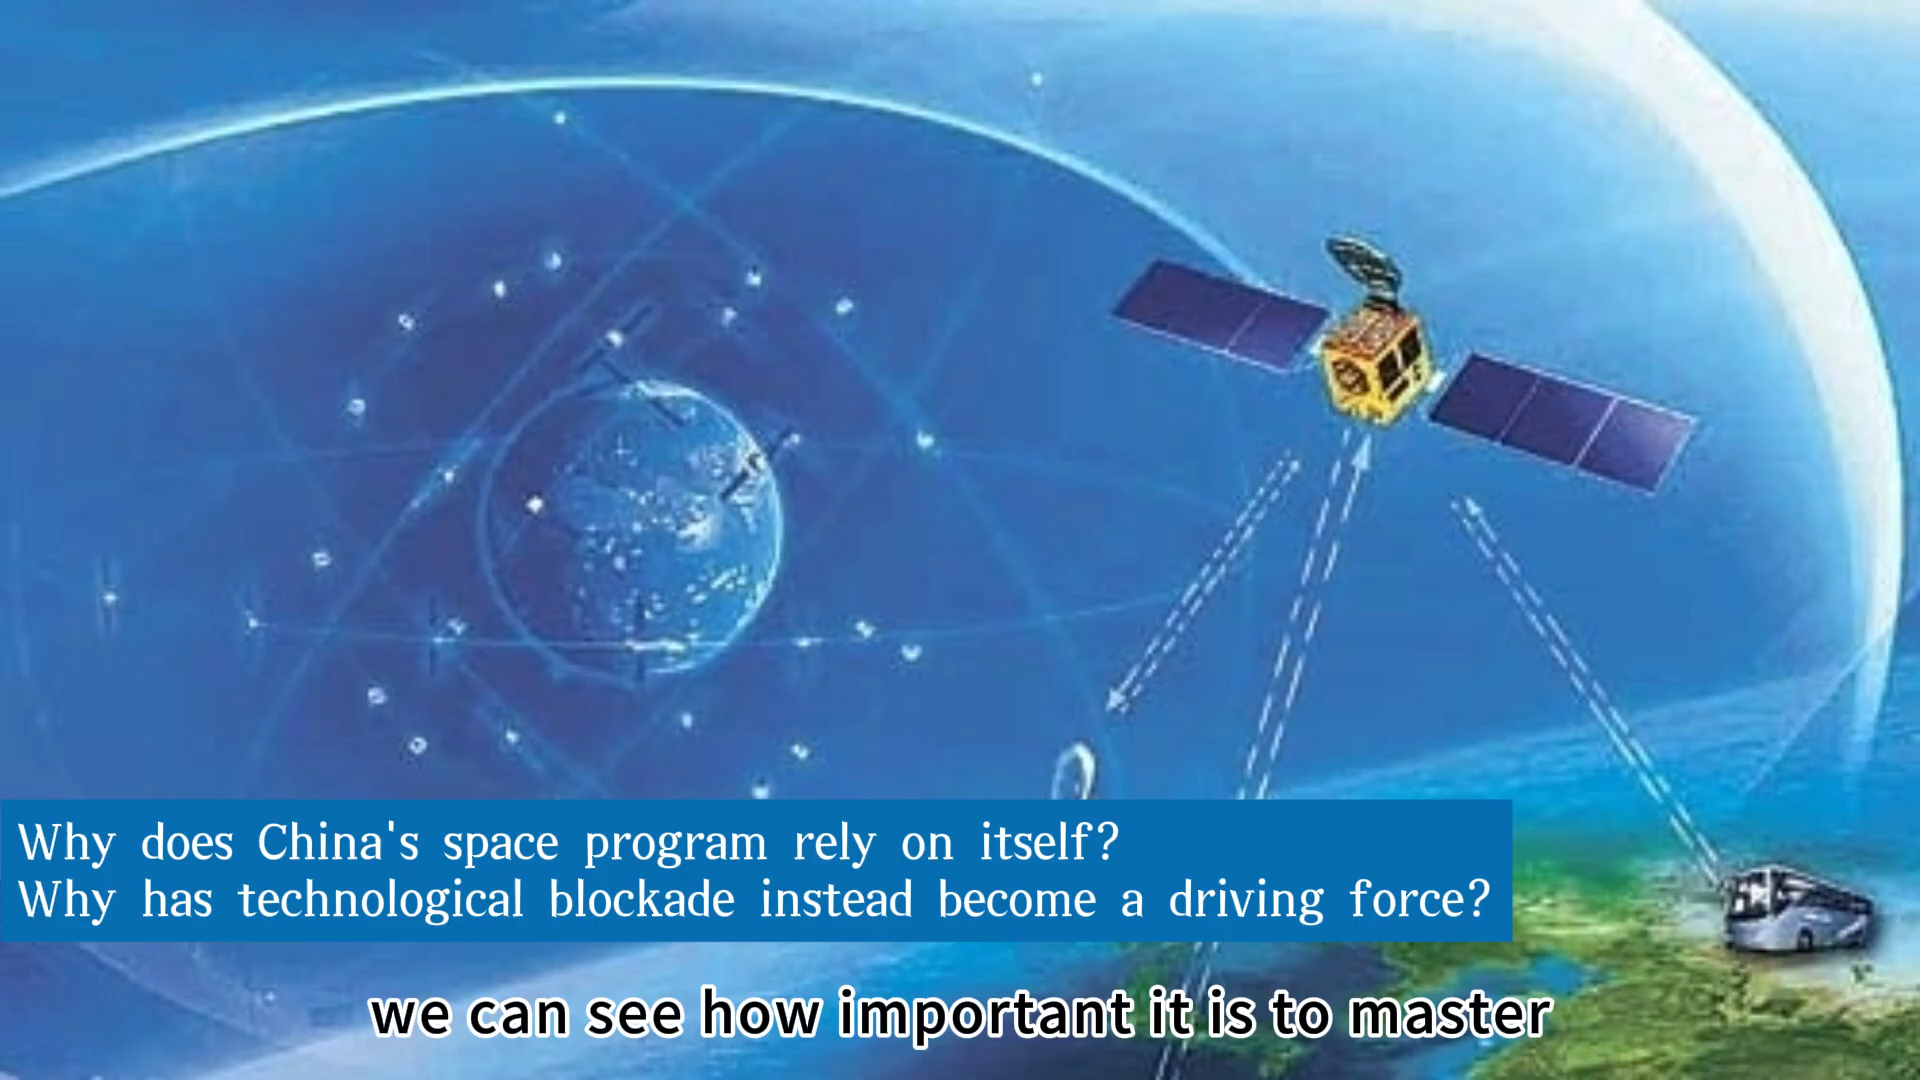 Why does China's space program rely on itself?
Why has technological blockade instead become a driving force?
we can see how important it is to master